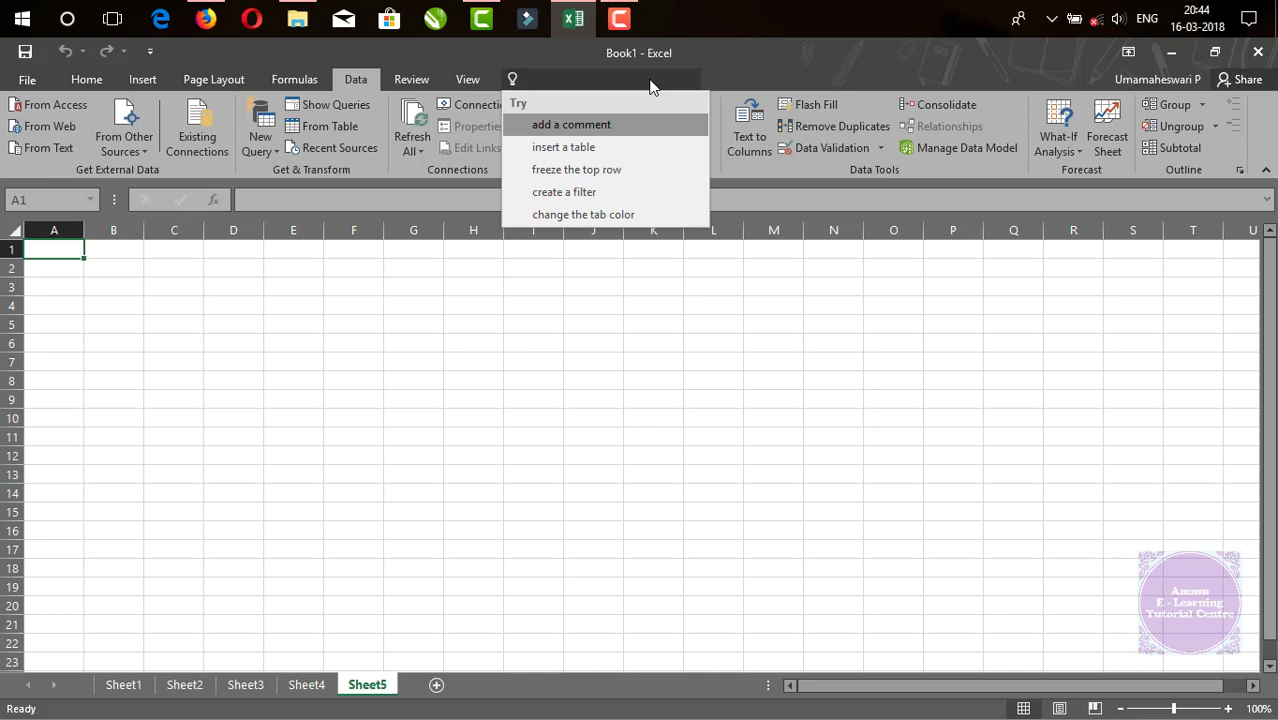 ENG
20:44
16-03-2018
Book1 - Excel
File
Home
Insert
Page Layout
Formulas
Data
Review
View
Umamaheswari P
Share
From Access
From Web
From Text
From Other Sources
Existing Connections
Get External Data
New Query
Show Queries
Recent Sources
Get & Transform
Refresh All
Connections
Try
add a comment
insert a table
freeze the top row
create a filter
change the tab color
Text to Columns
Flash Fill
Remove Duplicates
Data Validation
Consolidate
Relationships
Manage Data Model
Data Tools
What-If Analysis
Forecast Sheet
Forecast
Group
Ungroup
Subtotal
Outline
Properties
Edit Links
Connections
A1
fx
A B C D E F G H I J K L M N O P Q R S T U
1
2
3
4
5
6
7
8
9
10
11
12
13
14
15
16
17
18
19
20
21
22
23
E - Learning
Tutorial Centre
Sheet1
Sheet2
Sheet3
Sheet4
Sheet5
Ready
100%